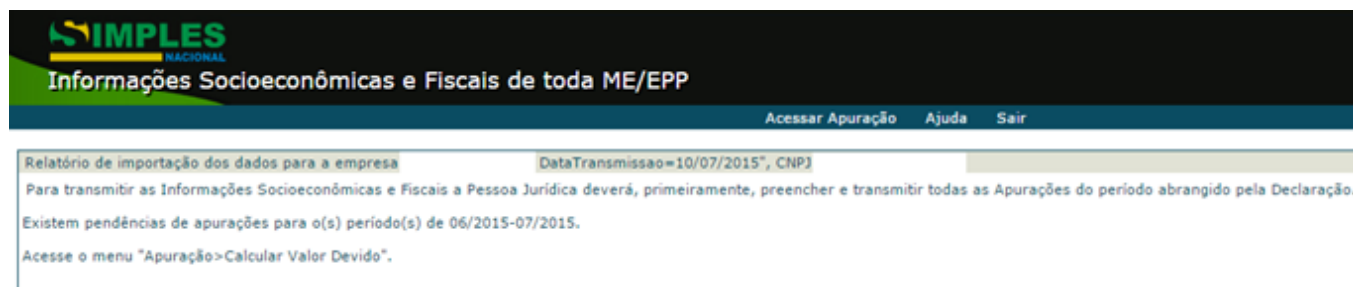 SIMPLES
NACIONAL
Informações Socioeconômicas e Fiscais de toda ME/EPP
Acessar Apuração Ajuda Sair
Relatório de importação dos dados para a empresa DataTransmissao=10/07/2015", CNPJ
Para transmitir as Informações Socioeconômicas e Fiscais a Pessoa Jurídica deverá, primeiramente, preencher e transmitir todas as Apurações do período abrangido pela Declaração.
Existem pendências de apurações para o(s) período(s) de 06/2015-07/2015.
Acesse o menu "Apuração>Calcular Valor Devido".